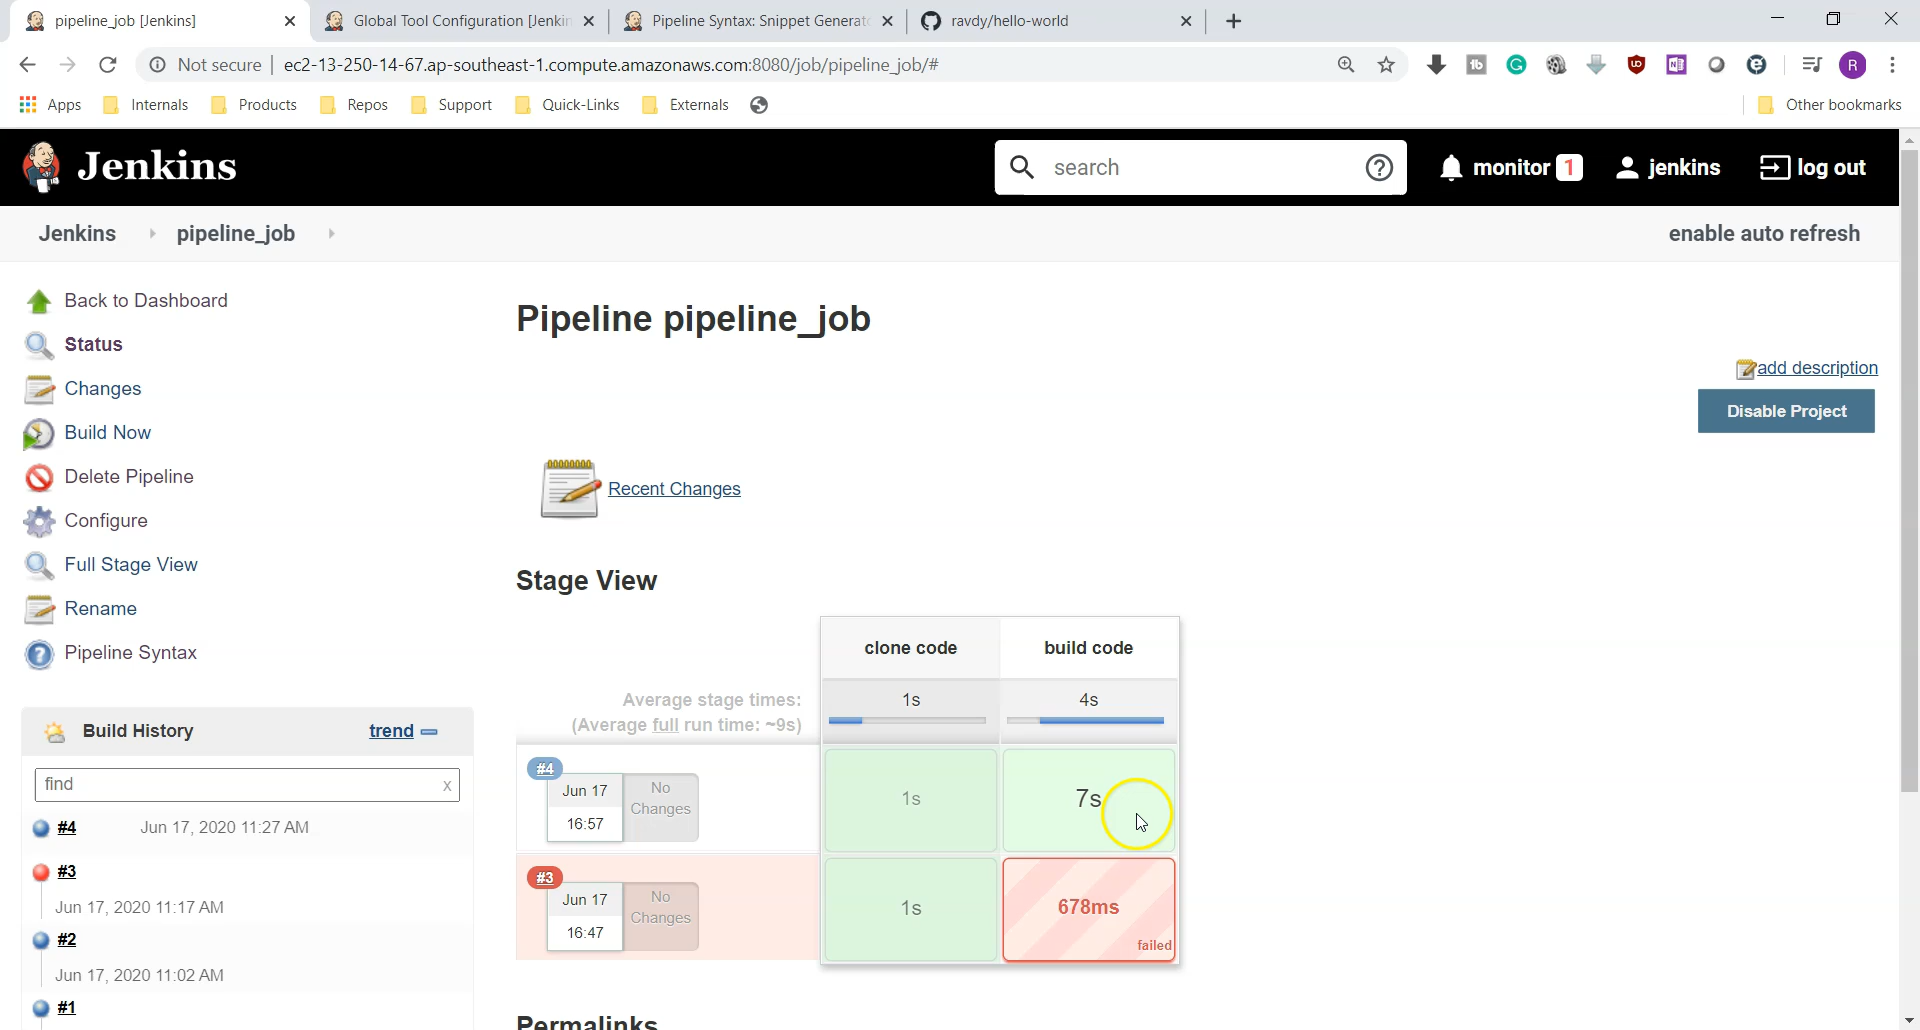 pipeline_job [Jenkins]
Global Tool Configuration [Jenkin
Pipeline Syntax: Snippet Generat
ravdy/hello-world
Not secure
ec2-13-250-14-67.ap-southeast-1.compute.amazonaws.com:8080/job/pipeline_job/#
R
Apps
Internals
Products
Repos
Support
Quick-Links
Externals
Other bookmarks
Jenkins
search
monitor 1
jenkins
log out
Jenkins
pipeline_job
enable auto refresh
Back to Dashboard
Status
Changes
Build Now
Delete Pipeline
Configure
Full Stage View
Rename
Pipeline Syntax
Build History
trend
find
x
#4
Jun 17, 2020 11:27 AM
#3
Jun 17, 2020 11:17 AM
#2
Jun 17, 2020 11:02 AM
#1
Pipeline pipeline_job
add description
Disable Project
Recent Changes
Stage View
clone code
build code
Average stage times:
(Average full run time: ~9s)
1s
4s
#4
Jun 17
16:57
No
Changes
1s
7s
#3
Jun 17
16:47
No
Changes
1s
678ms
failed
Permalinks